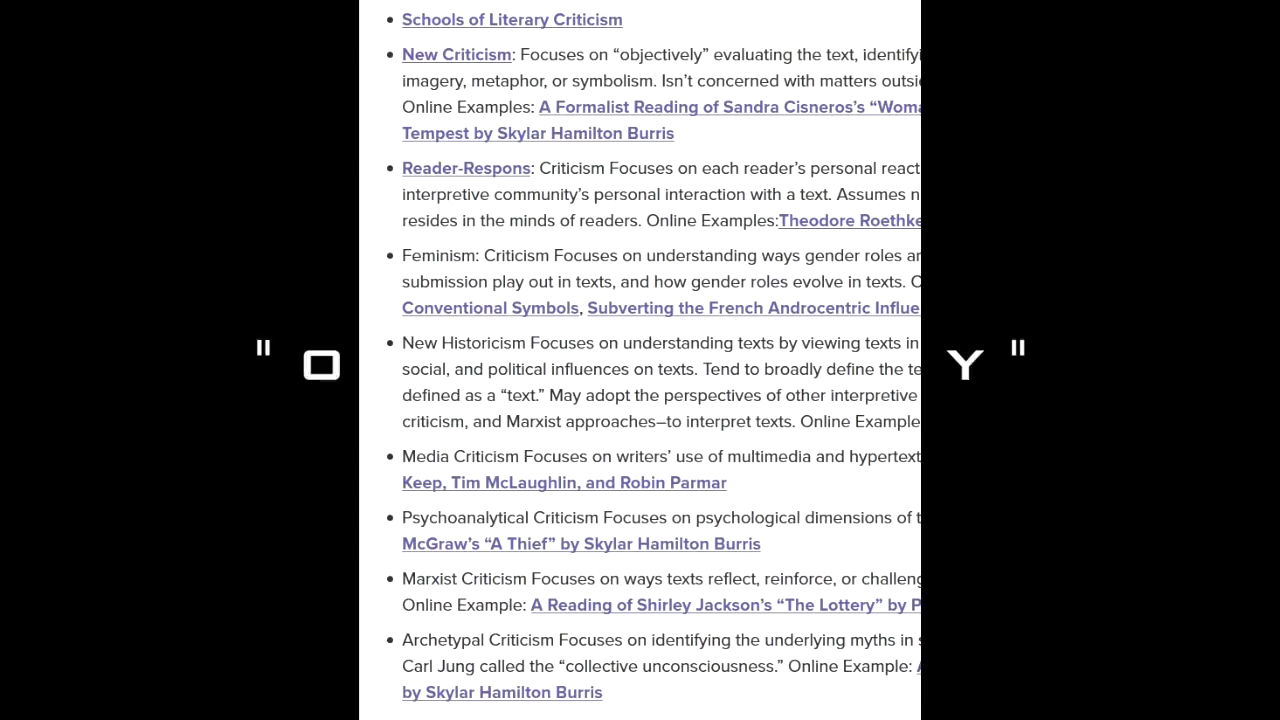 Schools of Literary Criticism
New Criticism: Focuses on “objectively” evaluating the text, identifyi
imagery, metaphor, or symbolism. Isn’t concerned with matters outsi
Online Examples: A Formalist Reading of Sandra Cisneros’s “Woma
Tempest by Skylar Hamilton Burris
Reader-Respons: Criticism Focuses on each reader’s personal react
interpretive community’s personal interaction with a text. Assumes n
resides in the minds of readers. Online Examples:Theodore Roethke
Feminism: Criticism Focuses on understanding ways gender roles ar
submission play out in texts, and how gender roles evolve in texts. O
Conventional Symbols, Subverting the French Androcentric Influe
" O
Y "
New Historicism Focuses on understanding texts by viewing texts in
social, and political influences on texts. Tend to broadly define the te
defined as a “text.” May adopt the perspectives of other interpretive
criticism, and Marxist approaches–to interpret texts. Online Example
Media Criticism Focuses on writers’ use of multimedia and hypertext
Keep, Tim McLaughlin, and Robin Parmar
Psychoanalytical Criticism Focuses on psychological dimensions of t
McGraw’s “A Thief” by Skylar Hamilton Burris
Marxist Criticism Focuses on ways texts reflect, reinforce, or challeng
Online Example: A Reading of Shirley Jackson’s “The Lottery” by P
Archetypal Criticism Focuses on identifying the underlying myths in s
Carl Jung called the “collective unconsciousness.” Online Example: A
by Skylar Hamilton Burris